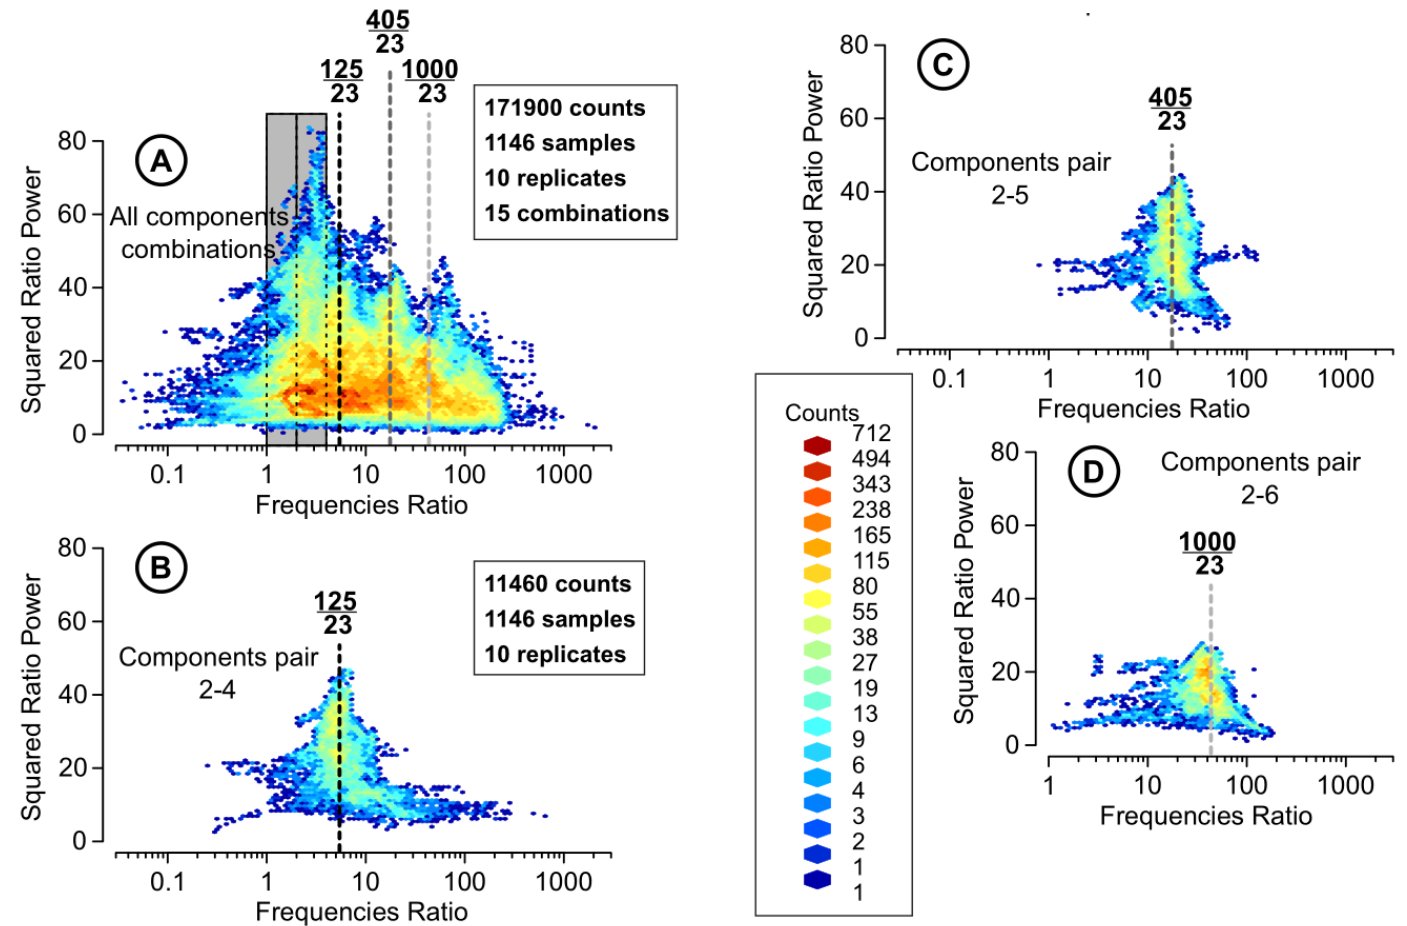 405
23
125
23
1000
23
171900 counts
1146 samples
10 replicates
15 combinations
A
All components
combinations
Squared Ratio Power
80
60
40
20
0
0.1
1
10
100
1000
Frequencies Ratio
B
125
23
11460 counts
1146 samples
10 replicates
Components pair
2-4
Squared Ratio Power
80
60
40
20
0
0.1
1
10
100
1000
Frequencies Ratio
C
405
23
Components pair
2-5
Squared Ratio Power
80
60
40
20
0
0.1
1
10
100
1000
Frequencies Ratio
Counts
712
494
343
238
165
115
80
55
38
27
19
13
9
6
4
3
2
1
1
D
Components pair
2-6
1000
23
Squared Ratio Power
80
60
40
20
0
1
10
100
1000
Frequencies Ratio